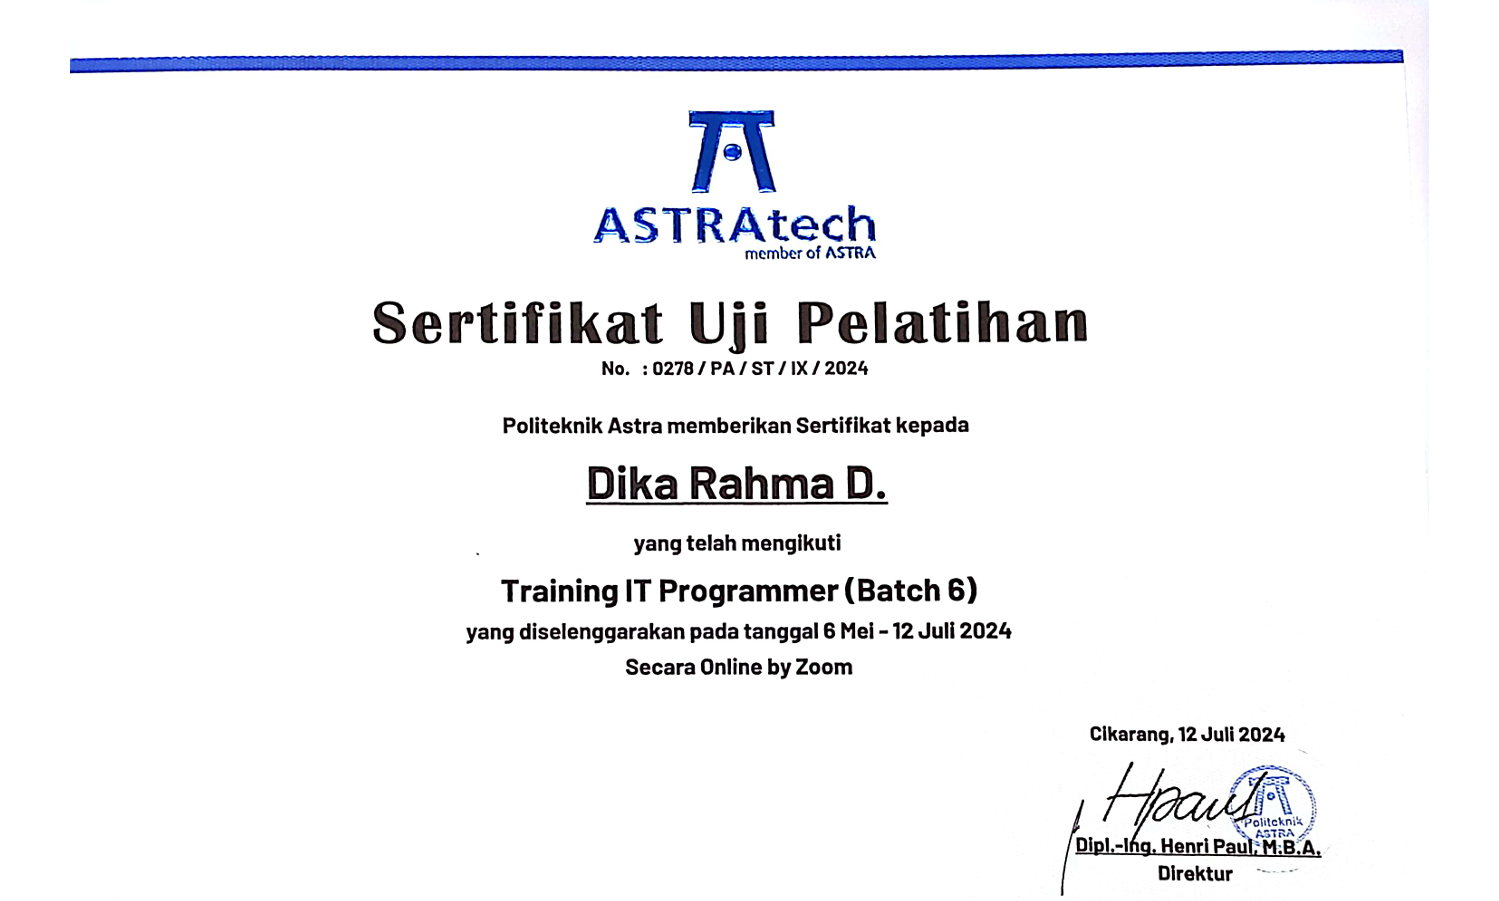 ASTRAtech
member of ASTRA
Sertifikat Uji Pelatihan
No. : 0278 / PA / ST / IX / 2024
Politeknik Astra memberikan Sertifikat kepada
Dika Rahma D.
yang telah mengikuti
Training IT Programmer (Batch 6)
yang diselenggarakan pada tanggal 6 Mei - 12 Juli 2024
Secara Online by Zoom
Cikarang, 12 Juli 2024
Hpaul
Politeknik
ASTRA
Dipl.-Ing. Henri Paul, M.B.A.
Direktur